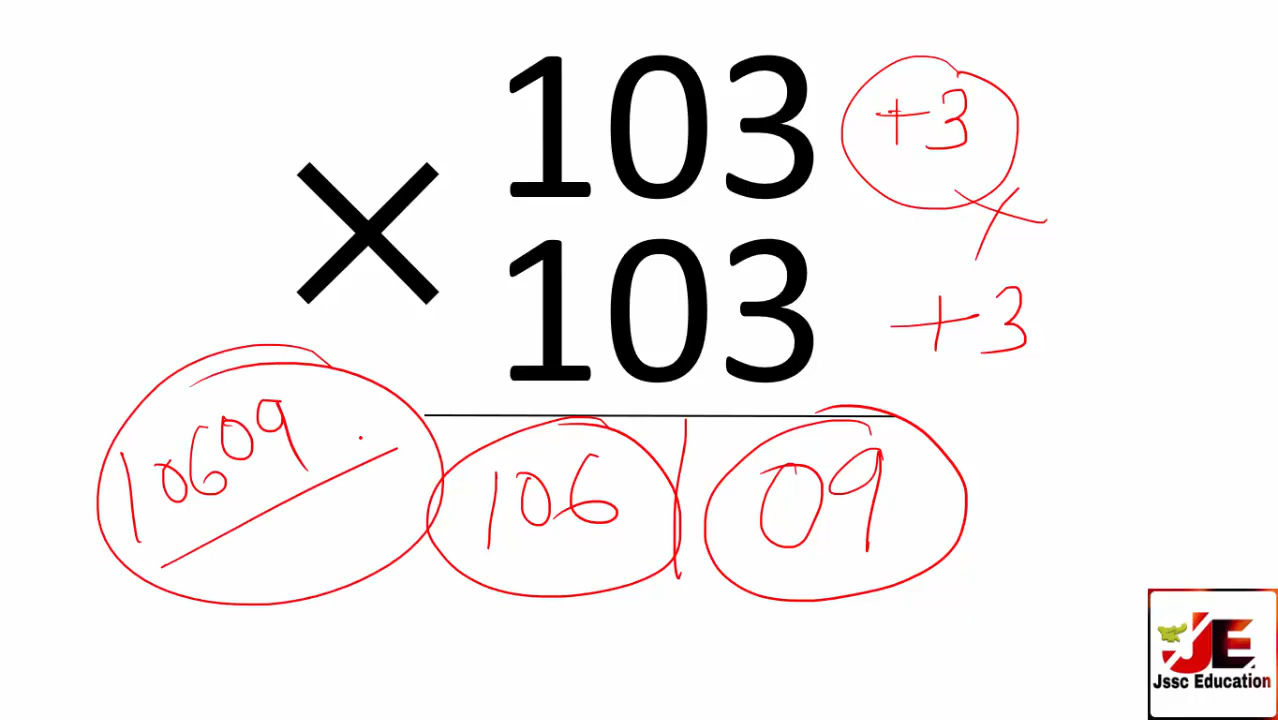 103 +3
×
× 103 +3
10609 106 | 09
JE
Jssc Education